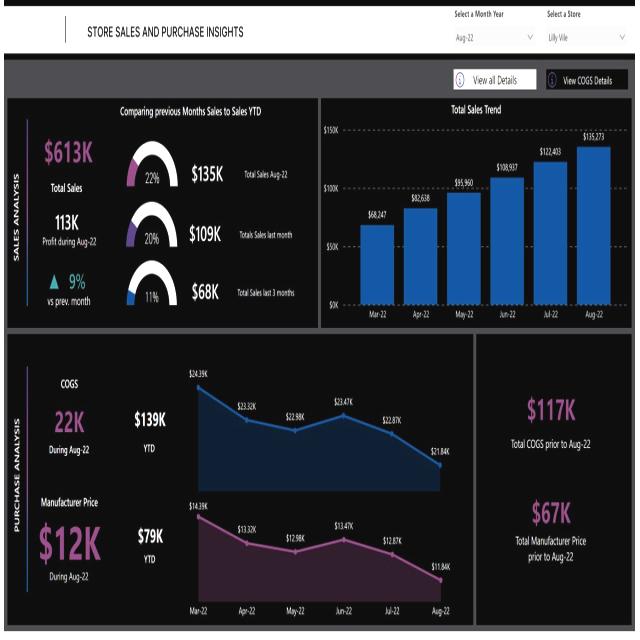 Select a Month Year
Select a Store
STORE SALES AND PURCHASE INSIGHTS
Aug-22
Lilly Vile
View all Details
View COGS Details
SALES ANALYSIS
Comparing previous Months Sales to Sales YTD
$613K
Total Sales
113K
Profit during Aug-22
▲ 9%
vs prev. month
22%
$135K
Total Sales Aug-22
20%
$109K
Totals Sales last month
11%
$68K
Total Sales last 3 months
Total Sales Trend
$150K
$100K
$50K
$0K
$68,247
$82,638
$95,960
$108,937
$122,403
$135,273
Mar-22
Apr-22
May-22
Jun-22
Jul-22
Aug-22
PURCHASE ANALYSIS
COGS
22K
During Aug-22
$139K
YTD
Manufacturer Price
$12K
During Aug-22
$79K
YTD
$24.39K
$23.32K
$22.98K
$23.47K
$22.87K
$21.84K
$14.39K
$13.32K
$12.98K
$13.47K
$12.87K
$11.84K
Mar-22
Apr-22
May-22
Jun-22
Jul-22
Aug-22
$117K
Total COGS prior to Aug-22
$67K
Total Manufacturer Price
prior to Aug-22